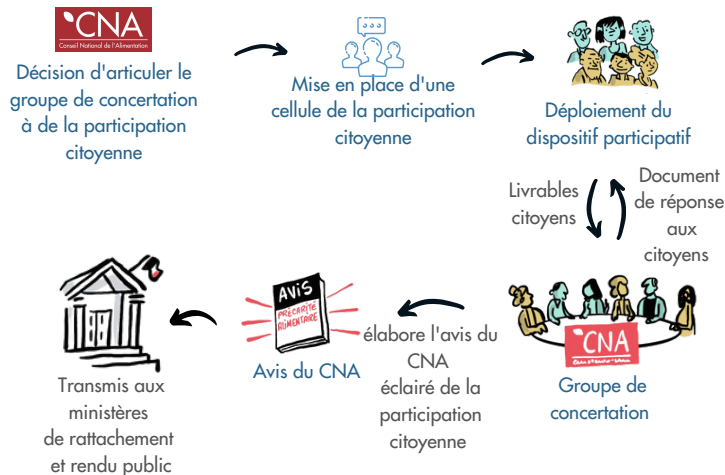 CNA
Conseil National de l'Alimentation
Décision d'articuler le
groupe de concertation
à de la participation
citoyenne
Mise en place d'une
cellule de la participation
citoyenne
Déploiement du
dispositif participatif
Livrables
citoyens
Document
de réponse
aux
citoyens
CNA
Groupe de
concertation
élabore l'avis du
CNA
éclairé de la
participation
citoyenne
AVIS
PRÉCARITÉ
ALIMENTAIRE
Avis du CNA
Transmis aux
ministères
de rattachement
et rendu public